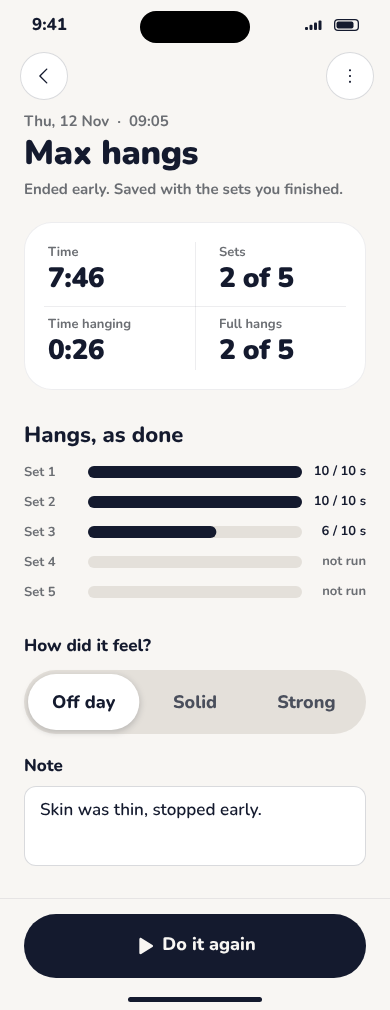 9:41
Thu, 12 Nov · 09:05
Max hangs
Ended early. Saved with the sets you finished.
Time
7:46
Sets
2 of 5
Time hanging
0:26
Full hangs
2 of 5
Hangs, as done
Set 1 10 / 10 s
Set 2 10 / 10 s
Set 3 6 / 10 s
Set 4 not run
Set 5 not run
How did it feel?
Off day Solid Strong
Note
Skin was thin, stopped early.
Do it again